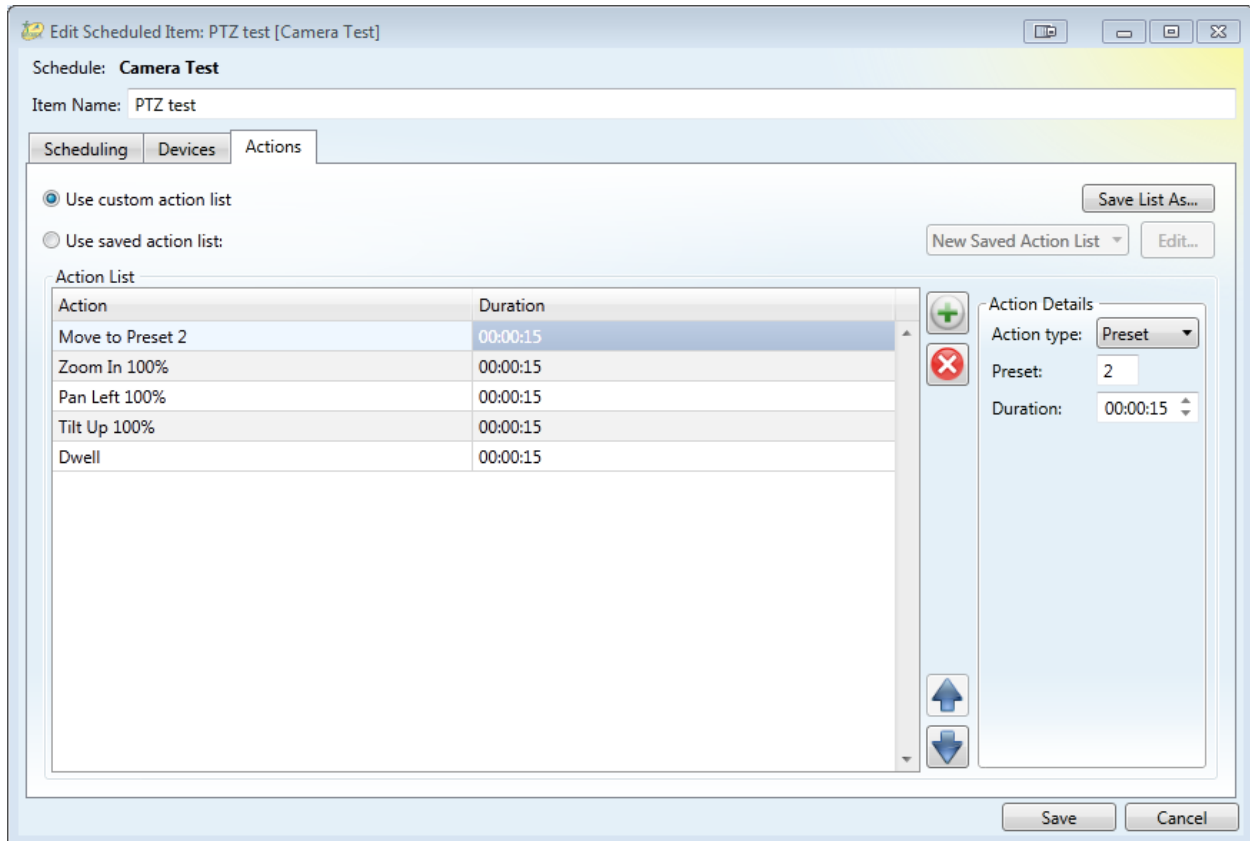 Edit Scheduled Item: PTZ test [Camera Test]
Schedule: Camera Test
Item Name: PTZ test
Scheduling Devices Actions
Use custom action list Save List As...
Use saved action list: New Saved Action List Edit...
Action List
Action Duration
Move to Preset 2 00:00:15
Zoom In 100% 00:00:15
Pan Left 100% 00:00:15
Tilt Up 100% 00:00:15
Dwell 00:00:15
Action Details
Action type: Preset
Preset: 2
Duration: 00:00:15
Save Cancel